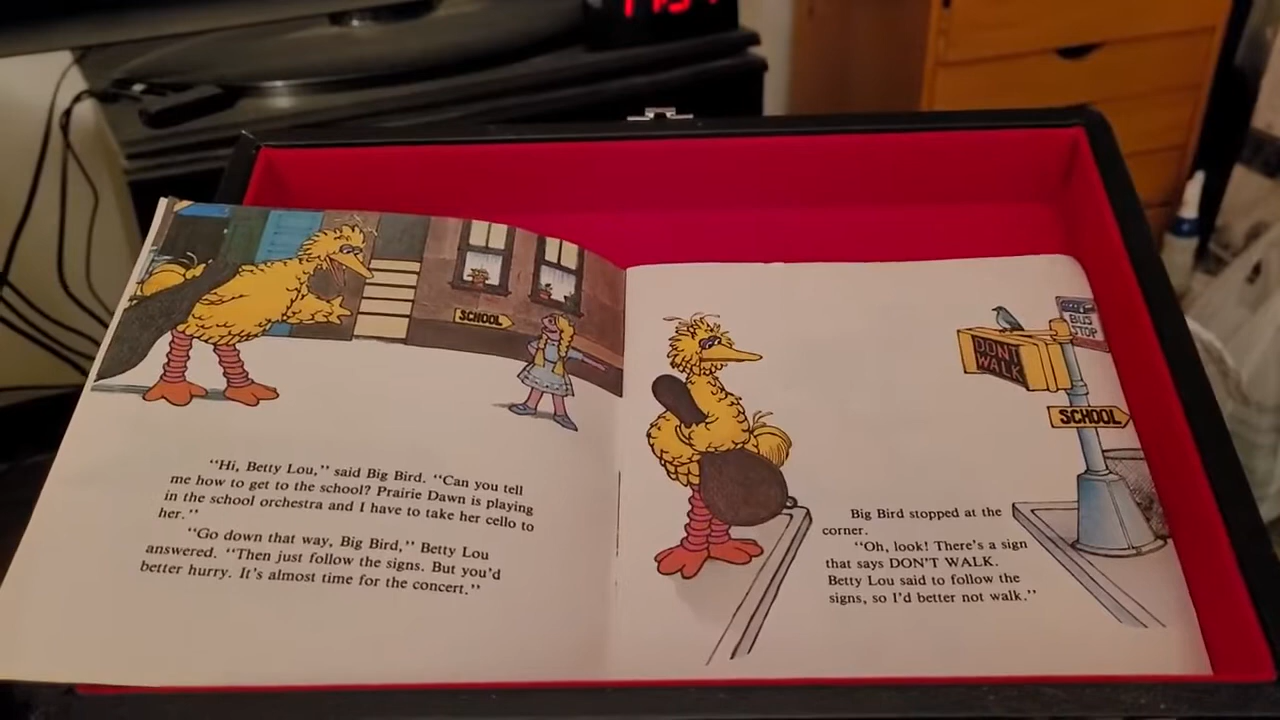 SCHOOL
"Hi, Betty Lou," said Big Bird. "Can you tell
me how to get to the school? Prairie Dawn is playing
in the school orchestra and I have to take her cello to
her."
"Go down that way, Big Bird," Betty Lou
answered. "Then just follow the signs. But you'd
better hurry. It's almost time for the concert."
BUS
STOP
DONT
WALK
SCHOOL
Big Bird stopped at the
corner.
"Oh, look! There's a sign
that says DON'T WALK.
Betty Lou said to follow the
signs, so I'd better not walk."